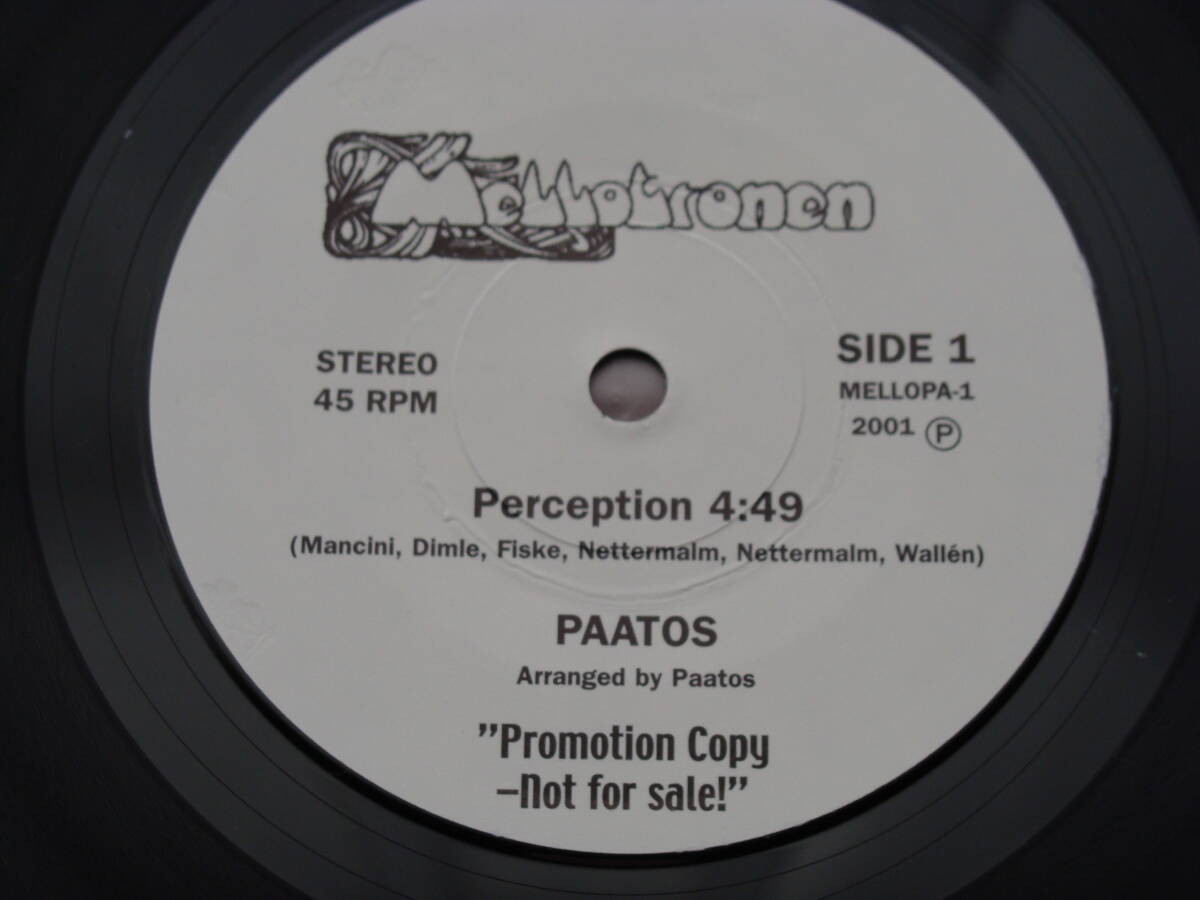 Mellotronen
STEREO
45 RPM
SIDE 1
MELLOPA-1
2001 Ⓟ
Perception 4:49
(Mancini, Dimle, Fiske, Nettermalm, Nettermalm, Wallén)
PAATOS
Arranged by Paatos
”Promotion Copy
–Not for sale!”